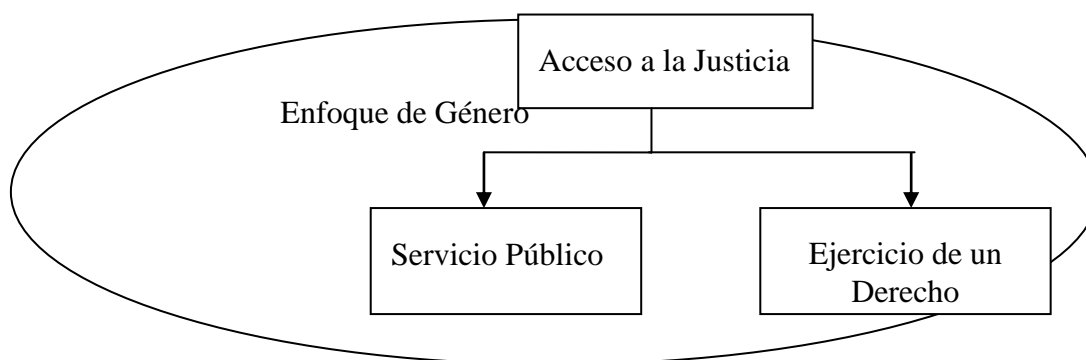 Acceso a la Justicia
Enfoque de Género
Servicio Público
Ejercicio de un
Derecho